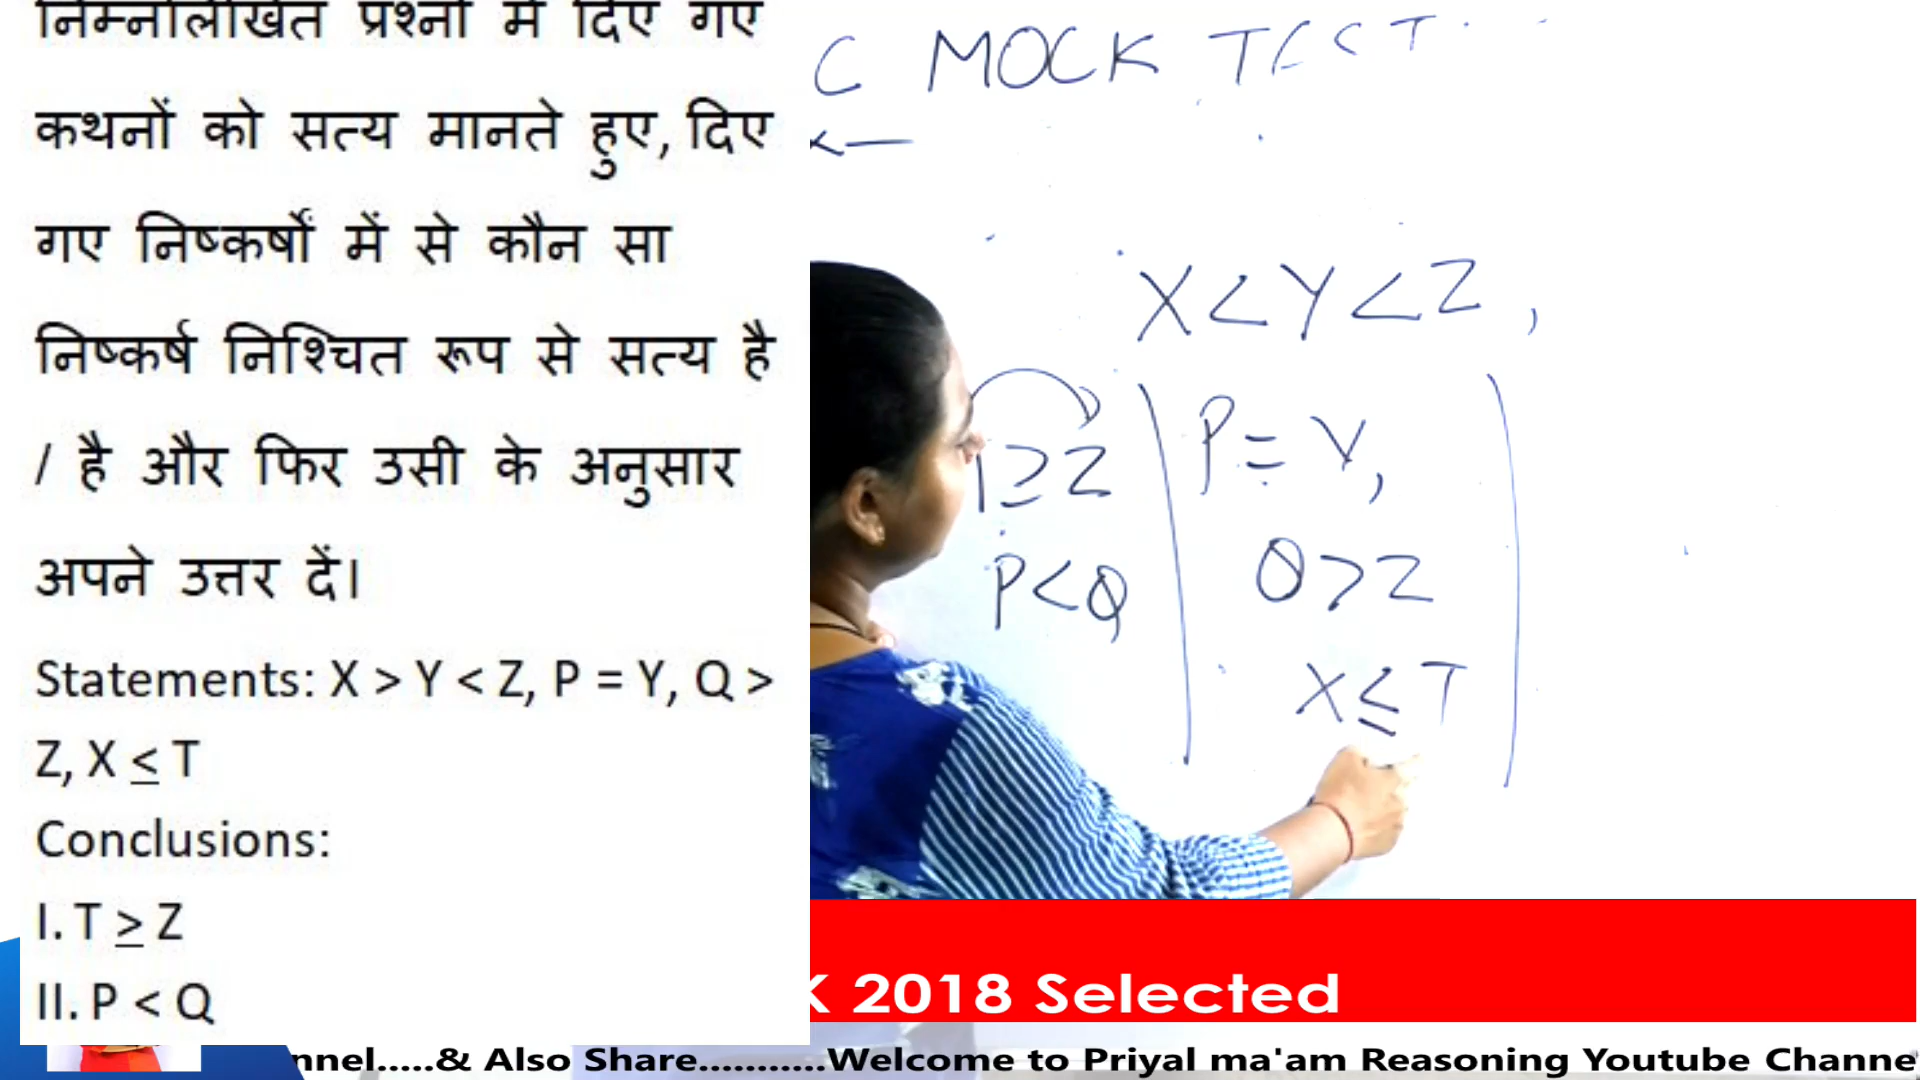 निम्नलिखित प्रश्नों में दिए गए
कथनों को सत्य मानते हुए, दिए
गए निष्कर्षों में से कौन सा
निष्कर्ष निश्चित रूप से सत्य है
/ है और फिर उसी के अनुसार
अपने उत्तर दें।
Statements: X > Y < Z, P = Y, Q >
Z, X ≤ T
Conclusions:
I. T ≥ Z
II. P < Q
C MOCK TEST
←
X < Y < Z ,
≥ Z
P < Q
P = Y,
Q > Z
X ≤ T
K 2018 Selected
nnel.....& Also Share...........Welcome to Priyal ma'am Reasoning Youtube Channe